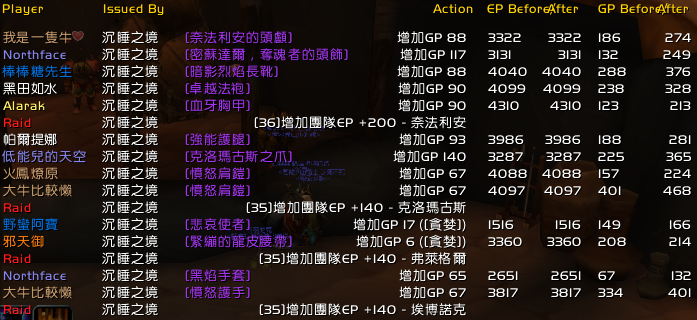 Player Issued By Action EP Before After GP Before After
我是一隻牛 沉睡之境 [奈法利安的頭顱] 增加GP 88 3322 3322 186 274
Northface 沉睡之境 [密蘇達爾，奪魂者的頭飾] 增加GP 117 3131 3131 132 249
棒棒糖先生 沉睡之境 [暗影烈焰長靴] 增加GP 88 4040 4040 288 376
黑田如水 沉睡之境 [卓越法袍] 增加GP 90 4099 4099 238 328
Alarak 沉睡之境 [血牙胸甲] 增加GP 90 4310 4310 123 213
Raid 沉睡之境 (36)增加團隊EP +200 - 奈法利安
帕爾提娜 沉睡之境 [強能護腿] 增加GP 93 3986 3986 188 281
低能兒的天空 沉睡之境 [克洛瑪古斯之爪] 增加GP 140 3287 3287 225 365
火鳳燎原 沉睡之境 [憤怒肩鎧] 增加GP 67 4088 4088 157 224
大牛比較懶 沉睡之境 [憤怒肩鎧] 增加GP 67 4097 4097 401 468
Raid 沉睡之境 (35)增加團隊EP +140 - 克洛瑪古斯
野蠻阿寶 沉睡之境 [悲哀使者] 增加GP 17 ([貪婪]) 1516 1516 149 166
邪天御 沉睡之境 [緊繃的龍皮腰帶] 增加GP 6 ([貪婪]) 3360 3360 208 214
Raid 沉睡之境 (35)增加團隊EP +140 - 弗萊格爾
Northface 沉睡之境 [黑焰手套] 增加GP 65 2651 2651 67 132
大牛比較懶 沉睡之境 [憤怒護手] 增加GP 67 3817 3817 334 401
Raid 沉睡之境 (35)增加團隊EP +140 - 埃博諾克